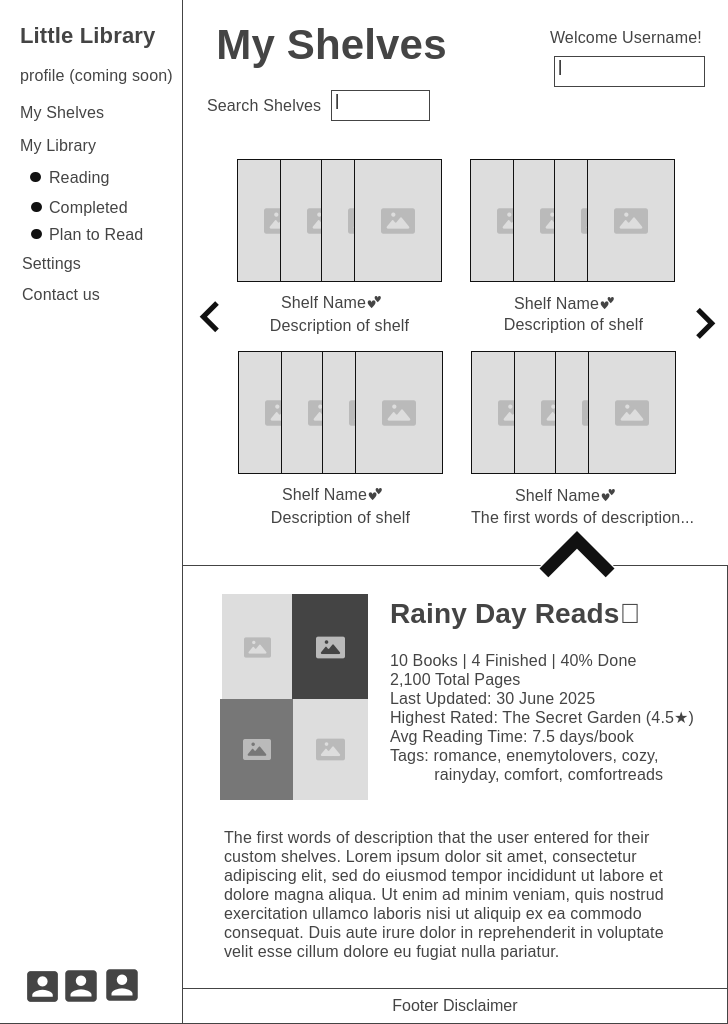 Little Library
profile (coming soon)
My Shelves
My Library
Reading
Completed
Plan to Read
Settings
Contact us
My Shelves
Welcome Username!
Search Shelves
Shelf Name💕
Description of shelf
Shelf Name💕
Description of shelf
Shelf Name💕
Description of shelf
Shelf Name💕
The first words of description...
Rainy Day Reads
10 Books | 4 Finished | 40% Done
2,100 Total Pages
Last Updated: 30 June 2025
Highest Rated: The Secret Garden (4.5★)
Avg Reading Time: 7.5 days/book
Tags: romance, enemytolovers, cozy,
rainyday, comfort, comfortreads
The first words of description that the user entered for their
custom shelves. Lorem ipsum dolor sit amet, consectetur
adipiscing elit, sed do eiusmod tempor incididunt ut labore et
dolore magna aliqua. Ut enim ad minim veniam, quis nostrud
exercitation ullamco laboris nisi ut aliquip ex ea commodo
consequat. Duis aute irure dolor in reprehenderit in voluptate
velit esse cillum dolore eu fugiat nulla pariatur.
Footer Disclaimer